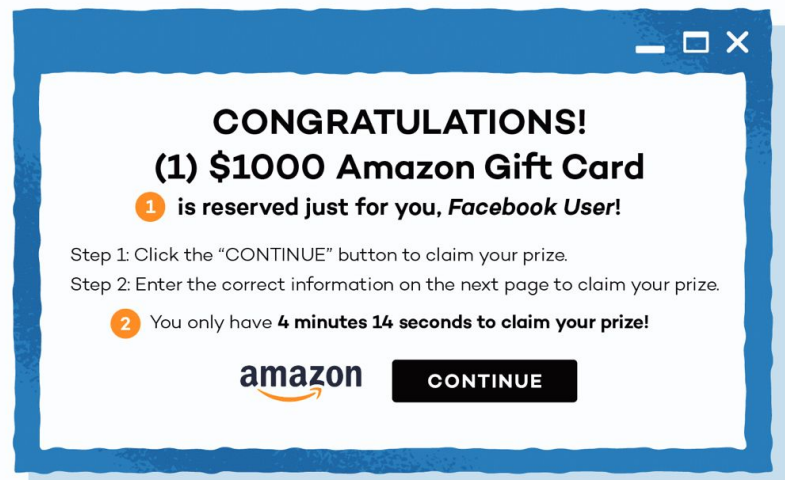 CONGRATULATIONS!
(1) $1000 Amazon Gift Card
1 is reserved just for you, Facebook User!
Step 1: Click the “CONTINUE” button to claim your prize.
Step 2: Enter the correct information on the next page to claim your prize.
2 You only have 4 minutes 14 seconds to claim your prize!
amazon CONTINUE